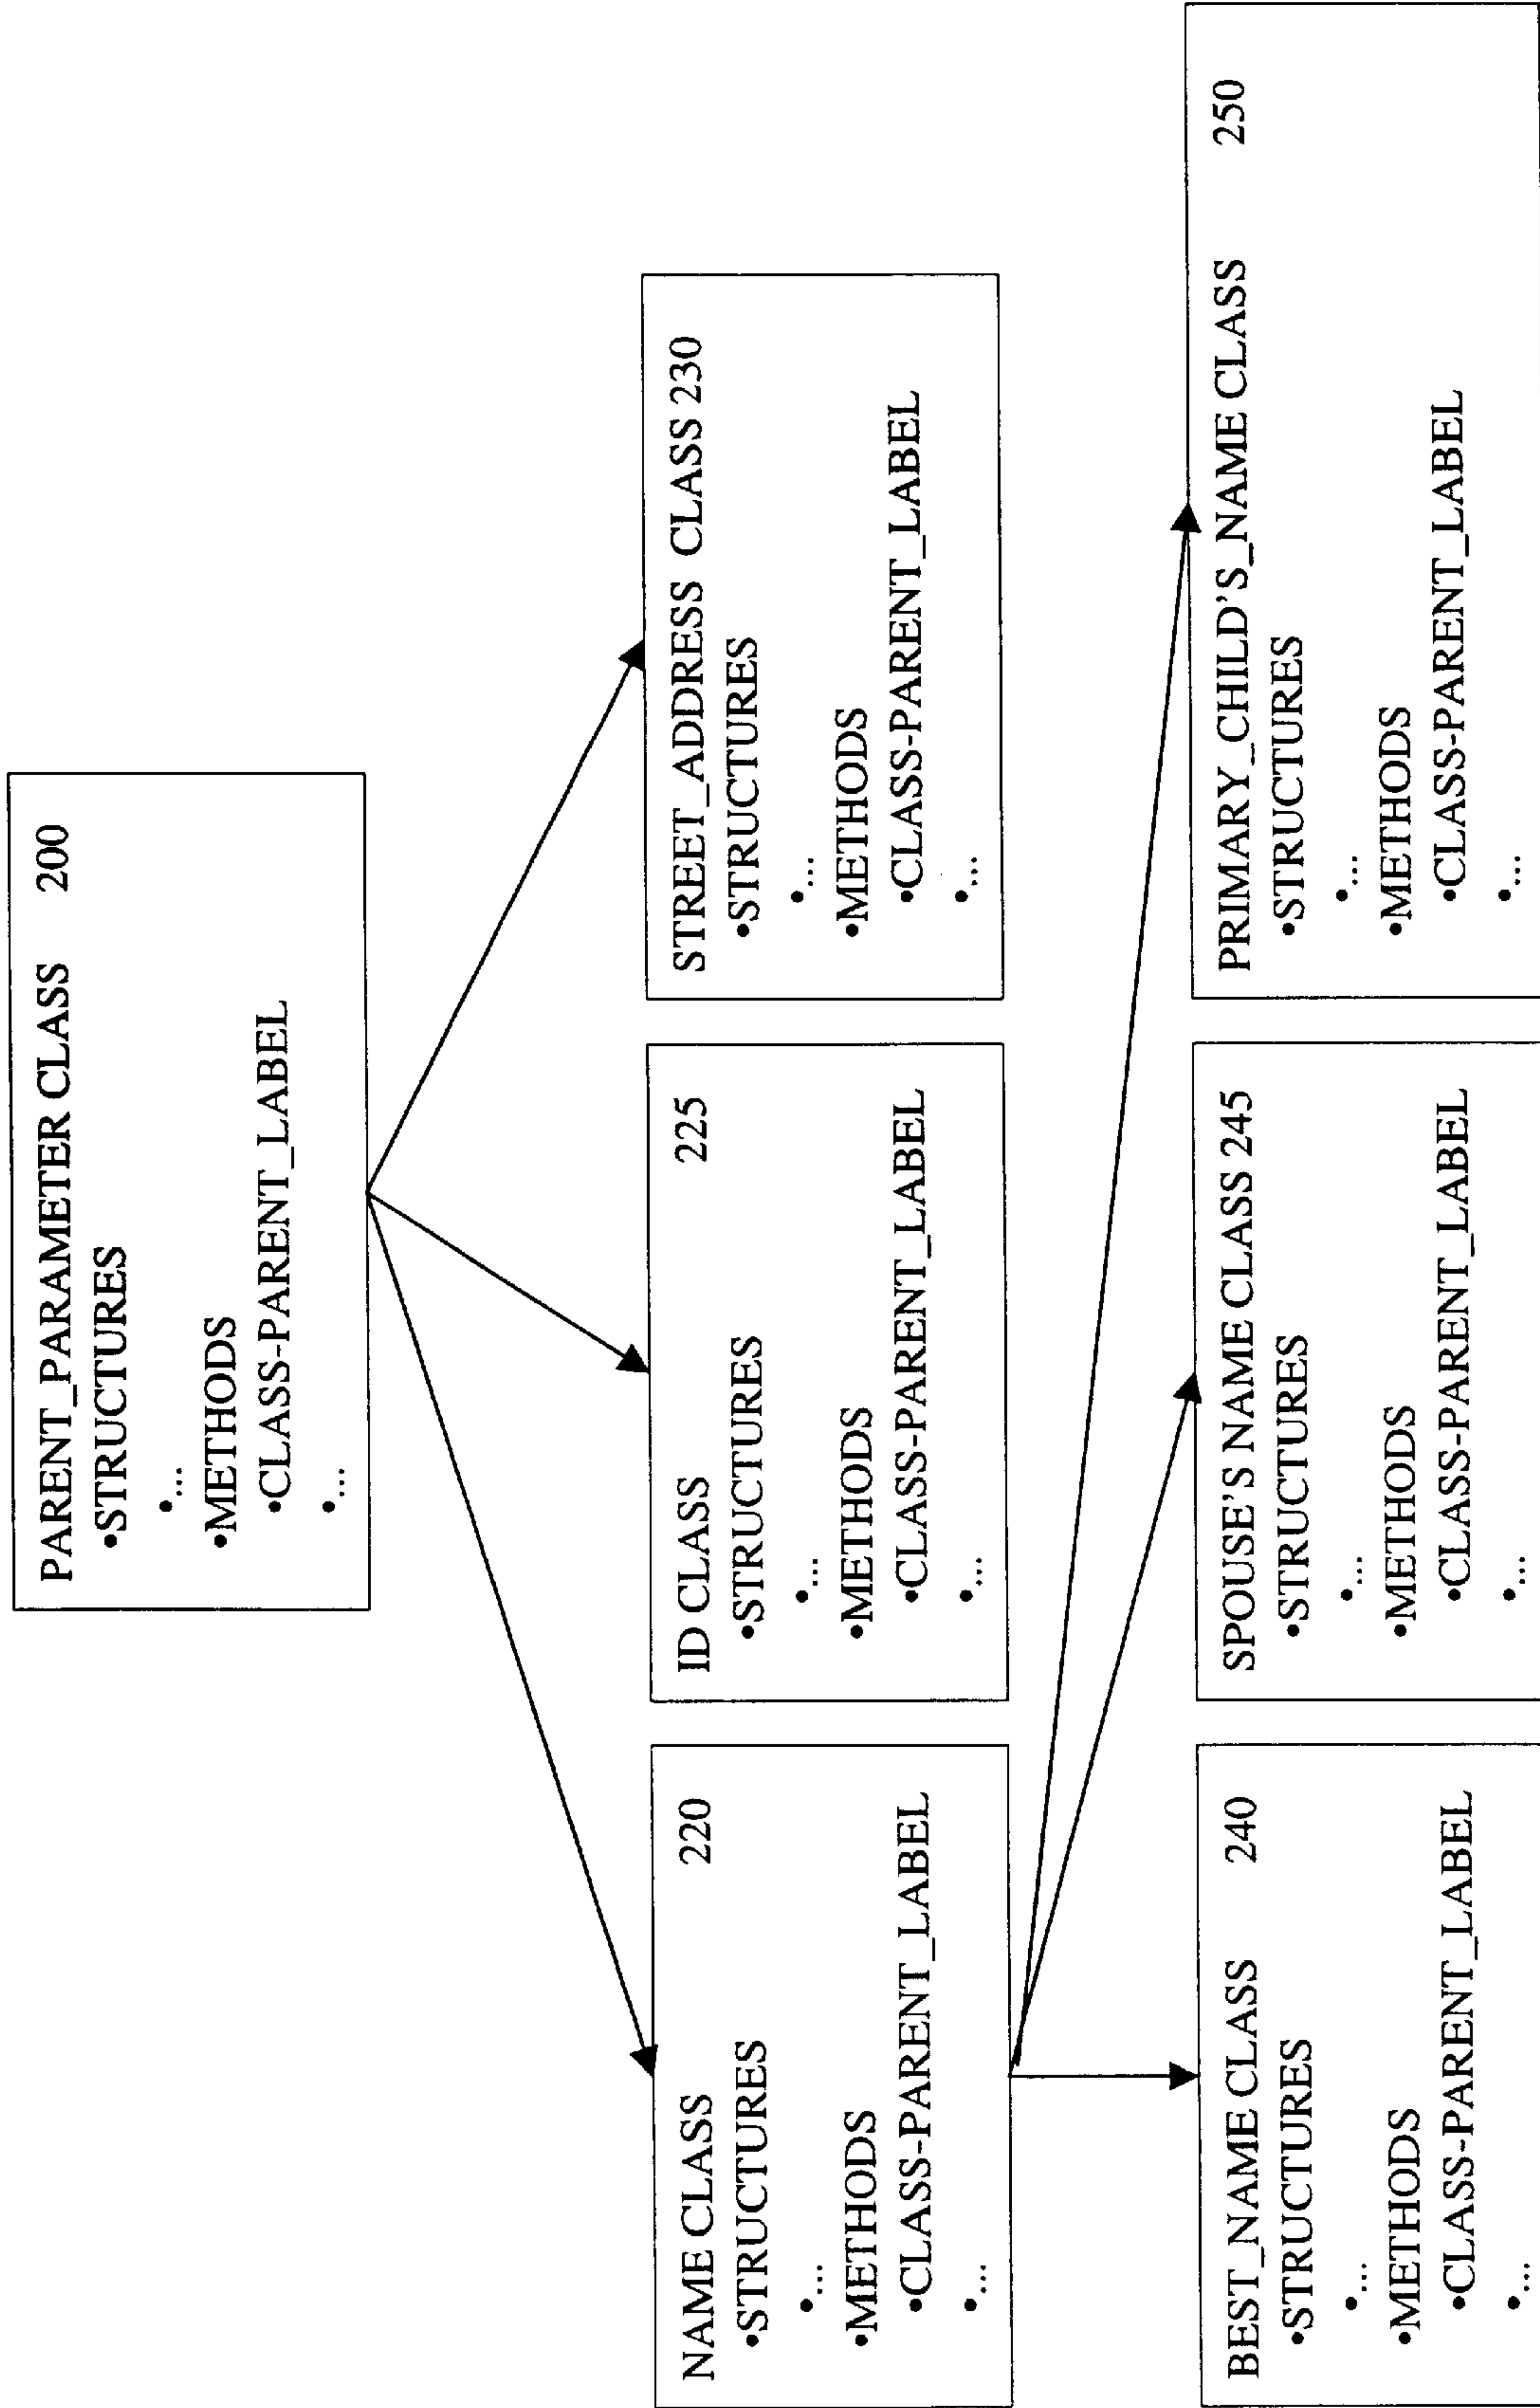 PARENT_PARAMETER CLASS 200
•STRUCTURES
•...
•METHODS
•CLASS-PARENT_LABEL
•...
NAME CLASS 220
•STRUCTURES
•...
•METHODS
•CLASS-PARENT_LABEL
•...
ID CLASS 225
•STRUCTURES
•...
•METHODS
•CLASS-PARENT_LABEL
•...
STREET_ADDRESS CLASS 230
•STRUCTURES
•...
•METHODS
•CLASS-PARENT_LABEL
•...
BEST_NAME CLASS 240
•STRUCTURES
•...
•METHODS
•CLASS-PARENT_LABEL
•...
SPOUSE'S NAME CLASS 245
•STRUCTURES
•...
•METHODS
•CLASS-PARENT_LABEL
•...
PRIMARY_CHILD'S_NAME CLASS 250
•STRUCTURES
•...
•METHODS
•CLASS-PARENT_LABEL
•...